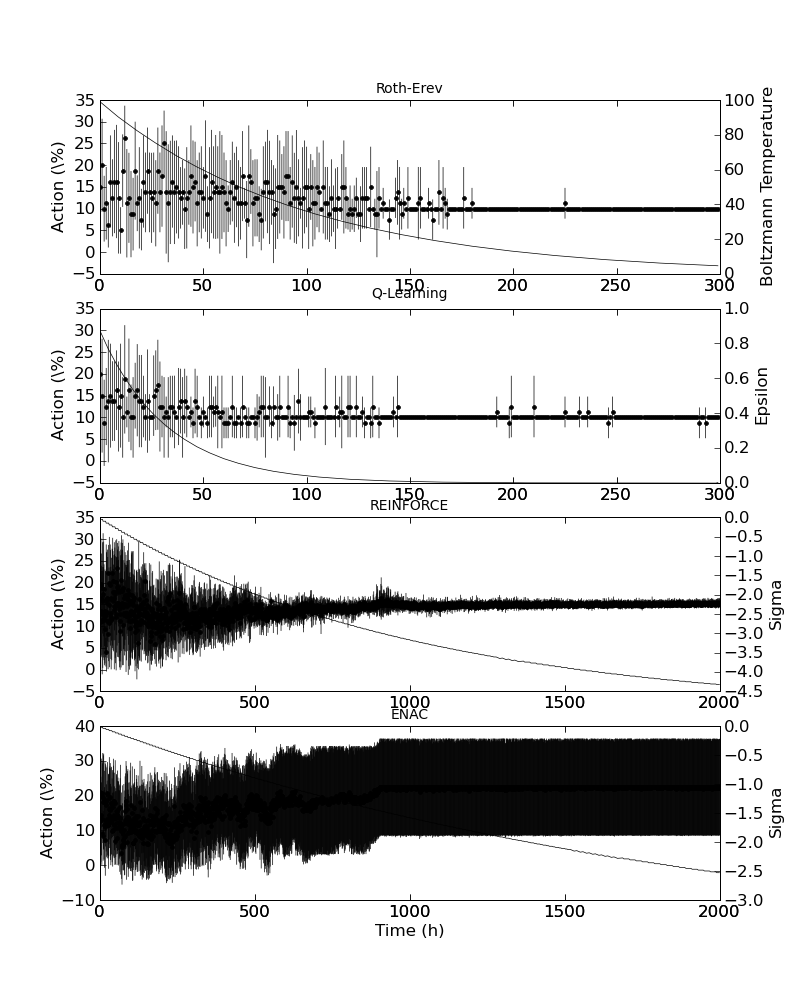 Roth-Erev
35 30 25 20 15 10 5 0 −5
Action (\%)
100 80 60 40 20 0
Boltzmann Temperature
0 50 100 150 200 250 300
Q-Learning
35 30 25 20 15 10 5 0 −5
Action (\%)
1.0 0.8 0.6 0.4 0.2 0.0
Epsilon
0 50 100 150 200 250 300
REINFORCE
35 30 25 20 15 10 5 0 −5
Action (\%)
0.0 −0.5 −1.0 −1.5 −2.0 −2.5 −3.0 −3.5 −4.0 −4.5
Sigma
0 500 1000 1500 2000
ENAC
40 30 20 10 0 −10
Action (\%)
0.0 −0.5 −1.0 −1.5 −2.0 −2.5 −3.0
Sigma
0 500 1000 1500 2000
Time (h)